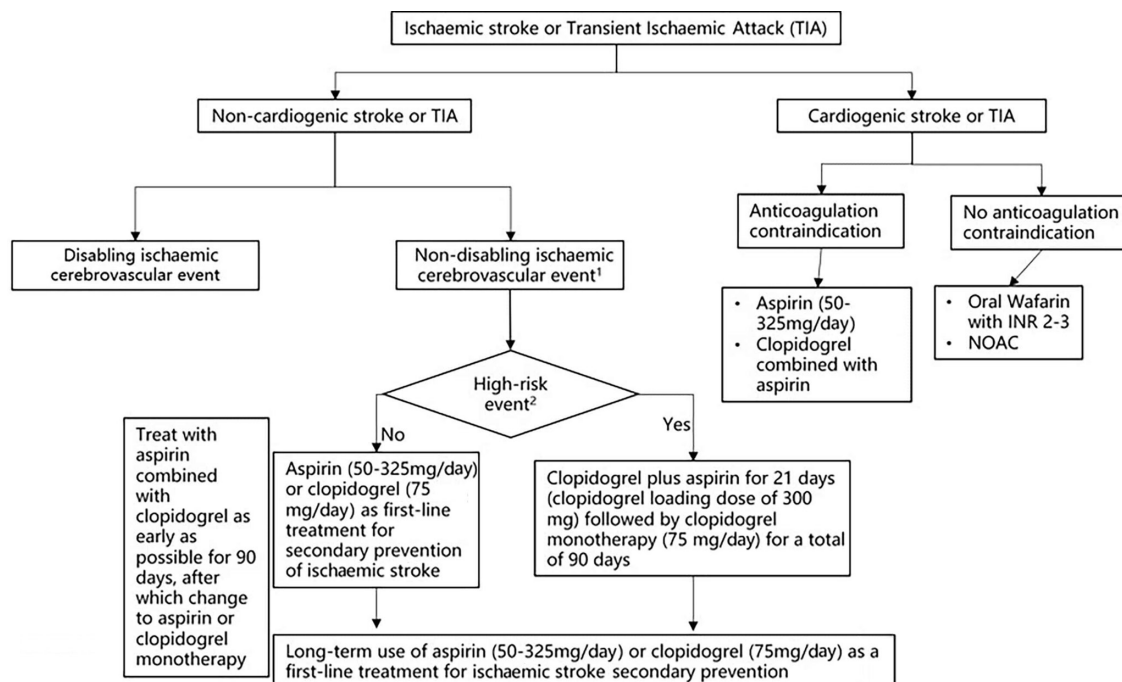 Ischaemic stroke or Transient Ischaemic Attack (TIA)
Non-cardiogenic stroke or TIA
Cardiogenic stroke or TIA
Disabling ischaemic
cerebrovascular event
Non-disabling ischaemic
cerebrovascular event¹
Anticoagulation
contraindication
No anticoagulation
contraindication
• Aspirin (50-
325mg/day)
• Clopidogrel
combined with
aspirin
• Oral Wafarin
with INR 2-3
• NOAC
High-risk
event²
No
Yes
Treat with
aspirin
combined
with
clopidogrel as
early as
possible for 90
days, after
which change
to aspirin or
clopidogrel
monotherapy
Aspirin (50-325mg/day)
or clopidogrel (75
mg/day) as first-line
treatment for
secondary prevention
of ischaemic stroke
Clopidogrel plus aspirin for 21 days
(clopidogrel loading dose of 300
mg) followed by clopidogrel
monotherapy (75 mg/day) for a total
of 90 days
Long-term use of aspirin (50-325mg/day) or clopidogrel (75mg/day) as a
first-line treatment for ischaemic stroke secondary prevention